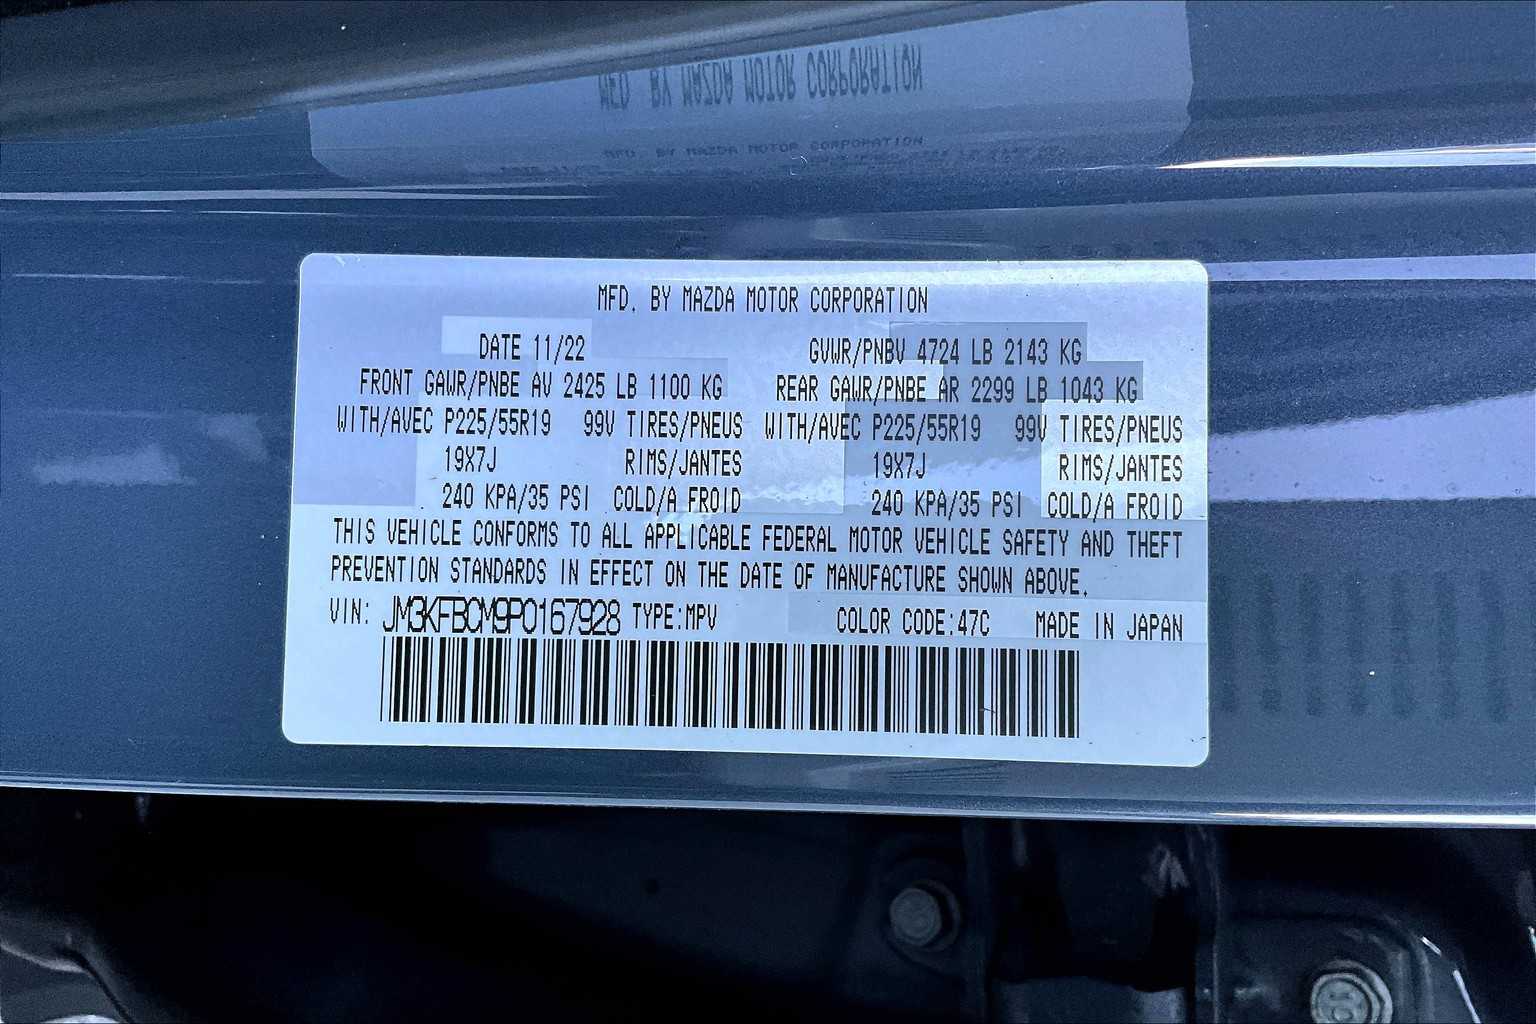 MFD. BY MAZDA MOTOR CORPORATION
DATE 11/22 GVWR/PNBV 4724 LB 2143 KG
FRONT GAWR/PNBE AV 2425 LB 1100 KG REAR GAWR/PNBE AR 2299 LB 1043 KG
WITH/AVEC P225/55R19 99V TIRES/PNEUS WITH/AVEC P225/55R19 99V TIRES/PNEUS
19X7J RIMS/JANTES 19X7J RIMS/JANTES
240 KPA/35 PSI COLD/A FROID 240 KPA/35 PSI COLD/A FROID
THIS VEHICLE CONFORMS TO ALL APPLICABLE FEDERAL MOTOR VEHICLE SAFETY AND THEFT
PREVENTION STANDARDS IN EFFECT ON THE DATE OF MANUFACTURE SHOWN ABOVE.
VIN: JM3KFBCM9P0167928 TYPE:MPV COLOR CODE:47C MADE IN JAPAN